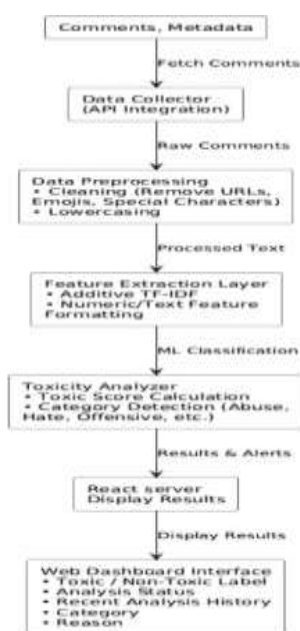 Comments, Metadata
Fetch Comments
Data Collector
(API Integration)
Raw Comments
Data Preprocessing
• Cleaning (Remove URLs,
Emojis, Special Characters)
• Lowercasing
Processed Text
Feature Extraction Layer
• Additive TF-IDF
• Numeric/Text Feature
Formatting
ML Classification
Toxicity Analyzer
• Toxic Score Calculation
• Category Detection (Abuse,
Hate, Offensive, etc.)
Results & Alerts
React server
Display Results
Display Results
Web Dashboard Interface
• Toxic / Non-Toxic Label
• Analysis Status
• Recent Analysis History
• Category
• Reason